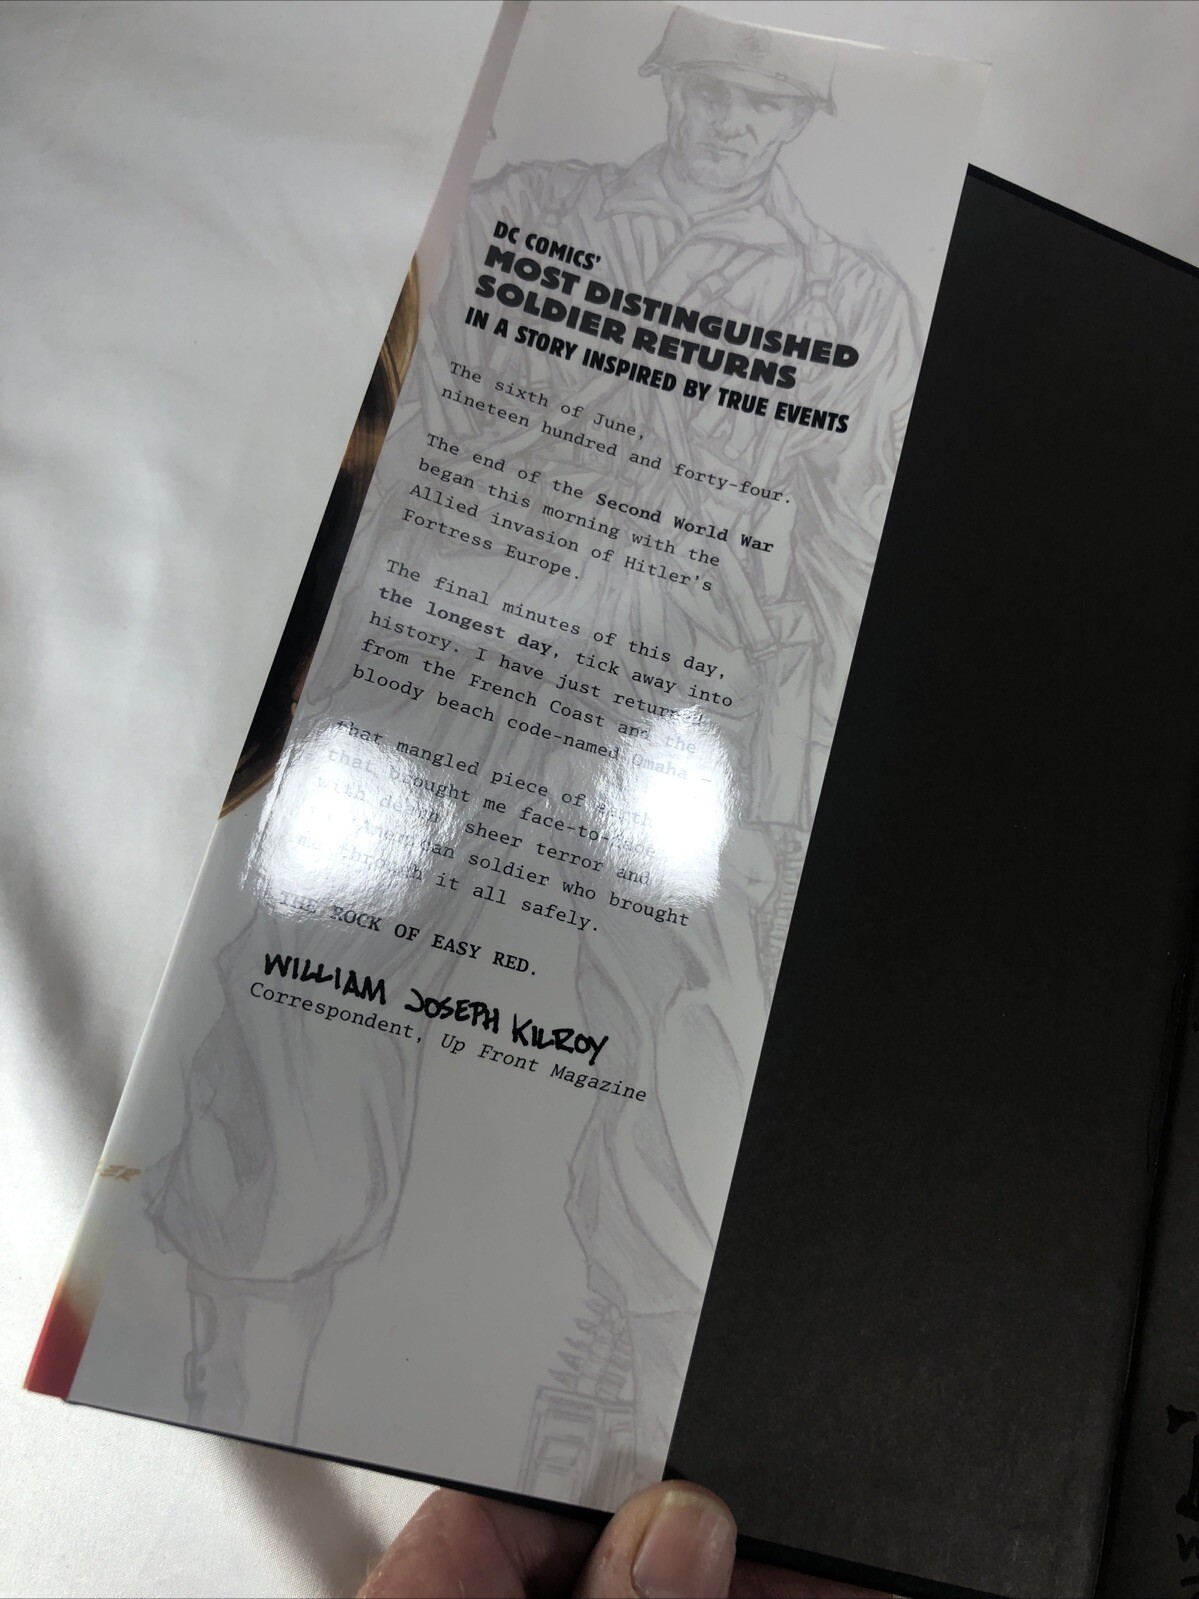 DC COMICS'
MOST DISTINGUISHED
SOLDIER RETURNS
IN A STORY INSPIRED BY TRUE EVENTS
The sixth of June,
nineteen hundred and forty-four.
The end of the Second World War
began this morning with the
Allied invasion of Hitler's
Fortress Europe.
The final minutes of this day,
the longest day, tick away into
history. I have just returned
from the French Coast and the
bloody beach code-named Omaha —
that mangled piece of earth
that brought me face-to-face
with death, sheer terror and
American soldier who brought
me through it all safely.
THE ROCK OF EASY RED.
WILLIAM JOSEPH KILROY
Correspondent, Up Front Magazine